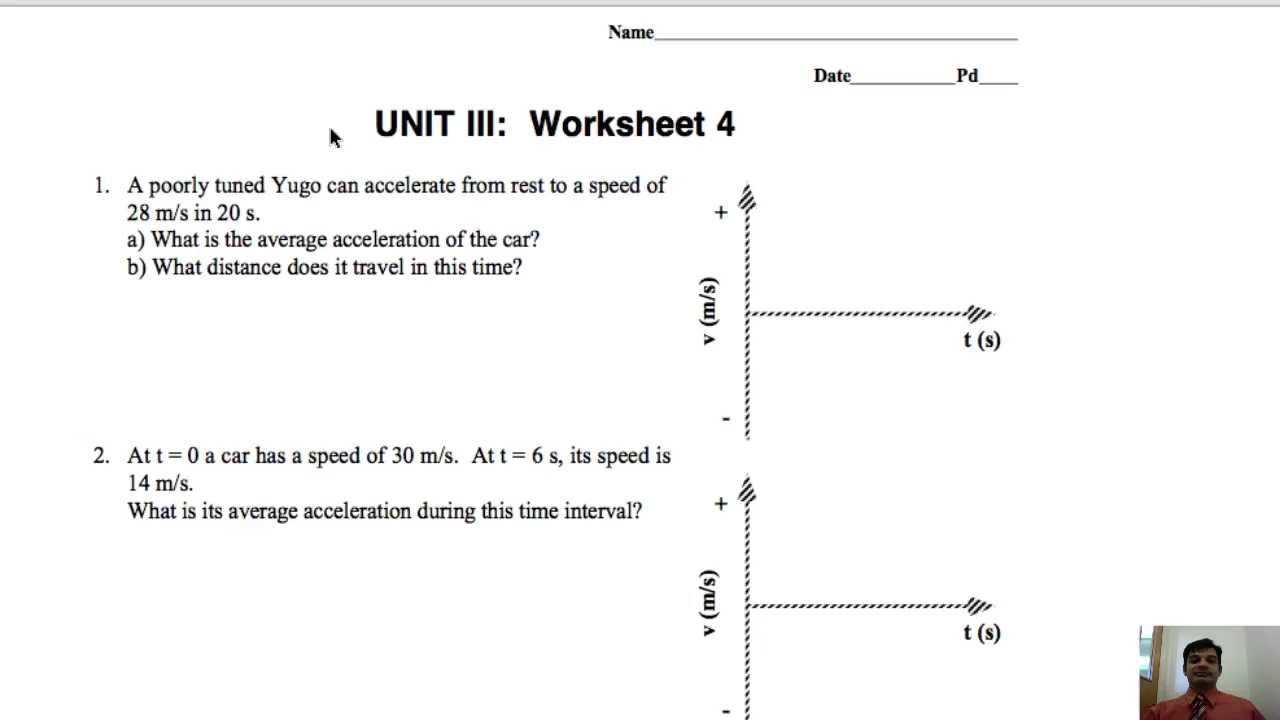 Name____________________
Date__________Pd____
UNIT III: Worksheet 4
1. A poorly tuned Yugo can accelerate from rest to a speed of
28 m/s in 20 s.
a) What is the average acceleration of the car?
b) What distance does it travel in this time?
+
v (m/s)
t (s)
-
2. At t = 0 a car has a speed of 30 m/s. At t = 6 s, its speed is
14 m/s.
What is its average acceleration during this time interval?
+
v (m/s)
t (s)
-